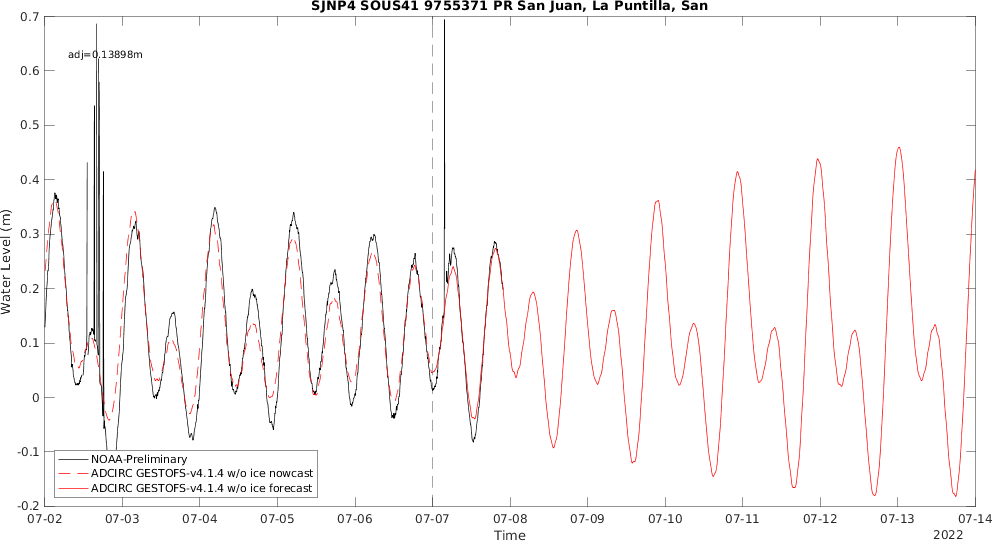 SJNP4 SOUS41 9755371 PR San Juan, La Puntilla, San
adj=0.13898m
0.7
0.6
0.5
0.4
0.3
0.2
0.1
0
-0.1
-0.2
Water Level (m)
NOAA-Preliminary
ADCIRC GESTOFS-v4.1.4 w/o ice nowcast
ADCIRC GESTOFS-v4.1.4 w/o ice forecast
07-02 07-03 07-04 07-05 07-06 07-07 07-08 07-09 07-10 07-11 07-12 07-13 07-14
Time
2022